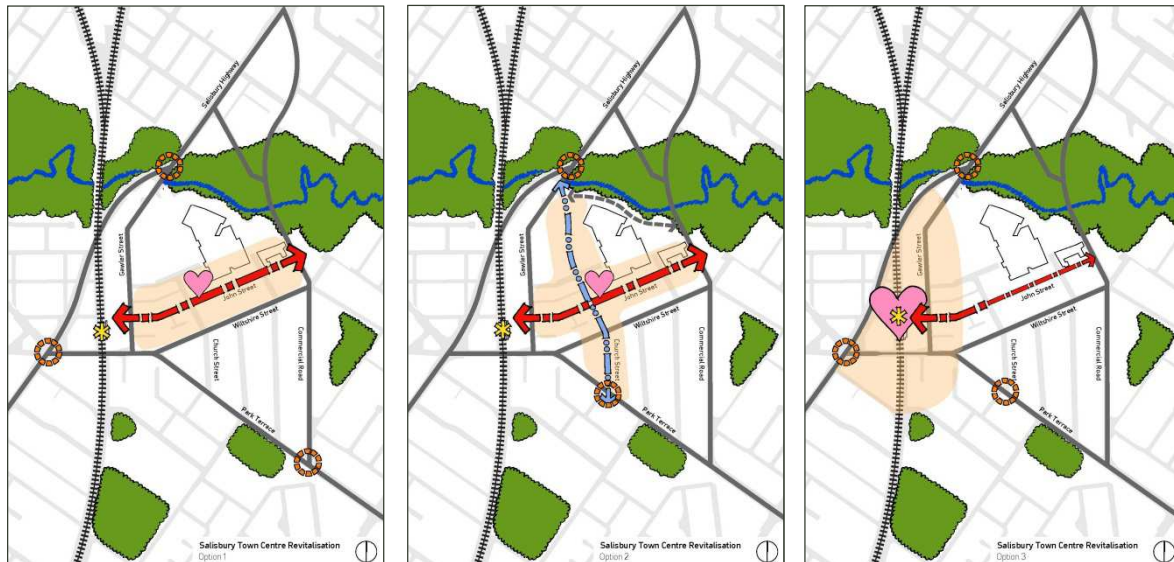 Salisbury Highway
Gawler Street
John Street
Wiltshire Street
Church Street
Commercial Road
Park Terrace
Salisbury Town Centre Revitalisation
Option 1
Salisbury Highway
Gawler Street
John Street
Wiltshire Street
Church Street
Commercial Road
Park Terrace
Salisbury Town Centre Revitalisation
Option 2
Salisbury Highway
Gawler Street
John Street
Wiltshire Street
Church Street
Commercial Road
Park Terrace
Salisbury Town Centre Revitalisation
Option 3